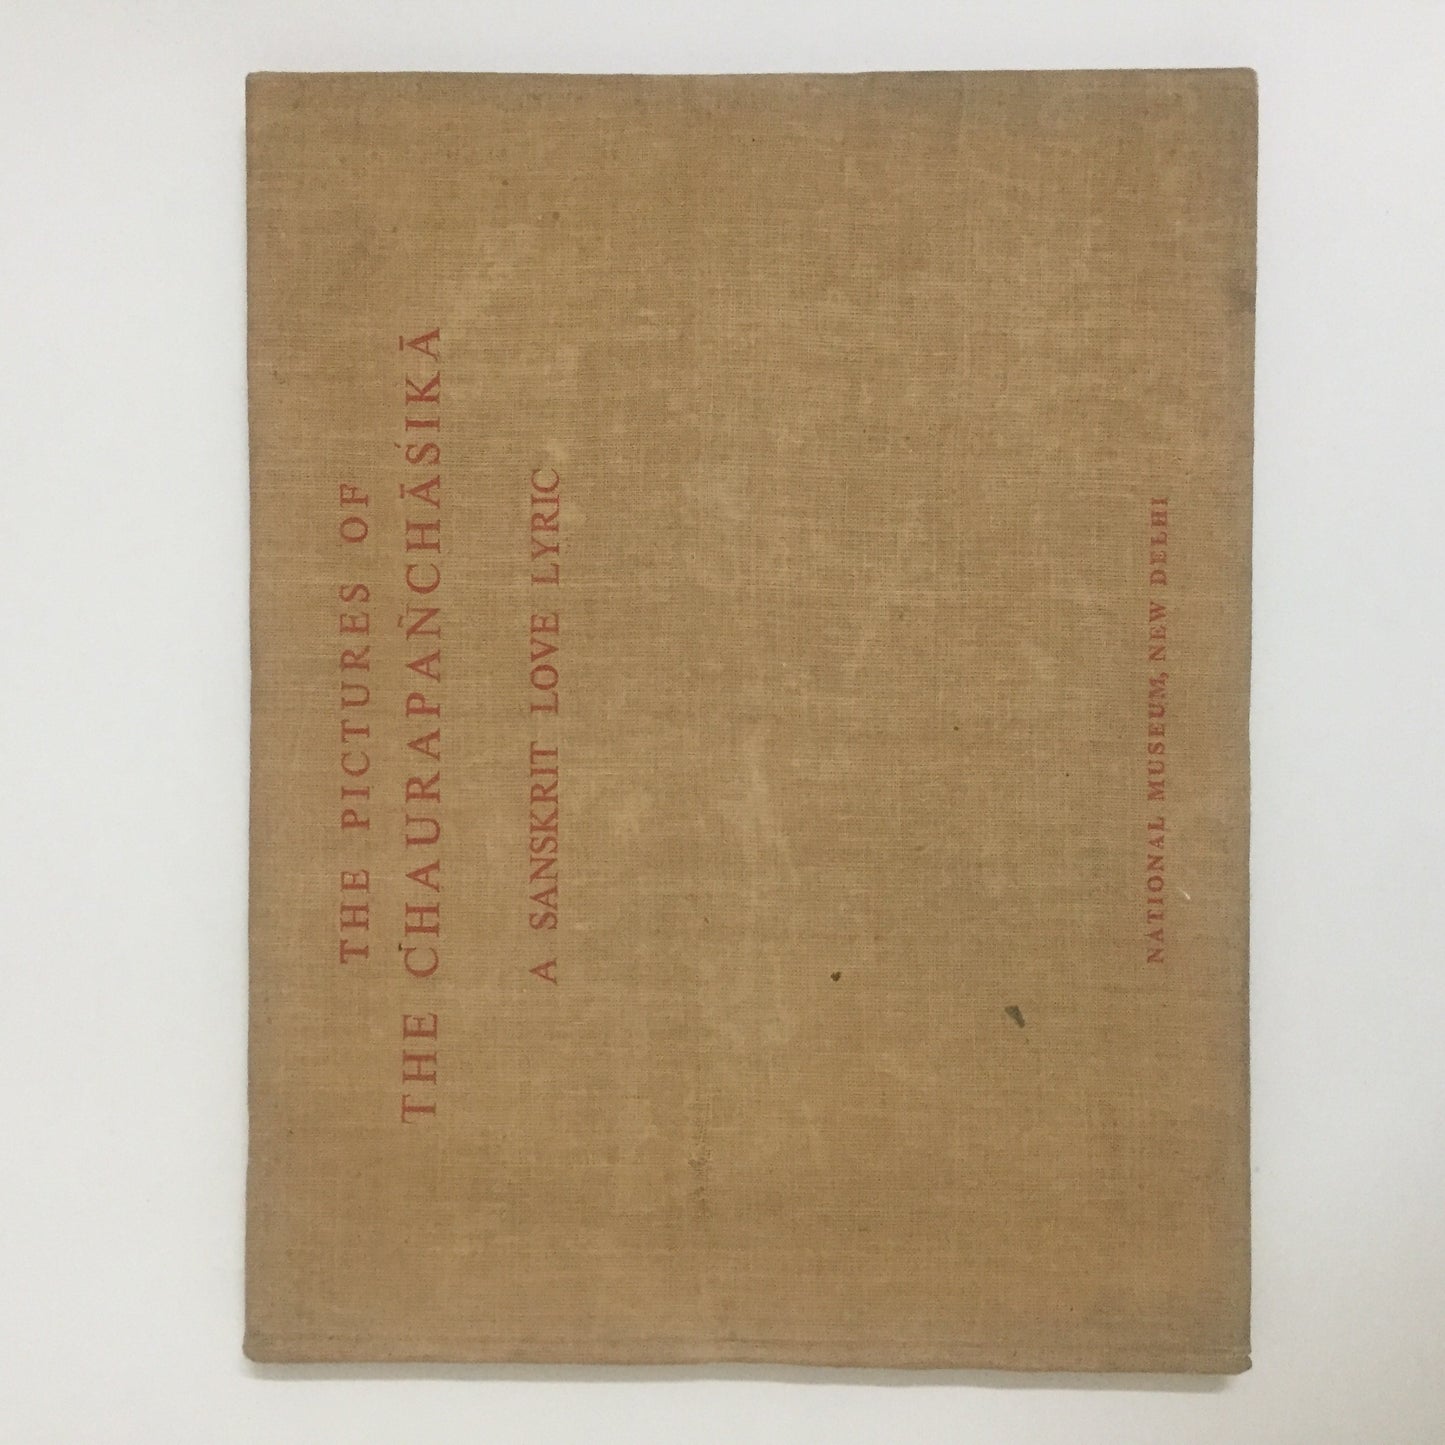 THE PICTURES OF
THE CHAURAPAÑCHĀŚIKĀ
A SANSKRIT LOVE LYRIC
NATIONAL MUSEUM, NEW DELHI